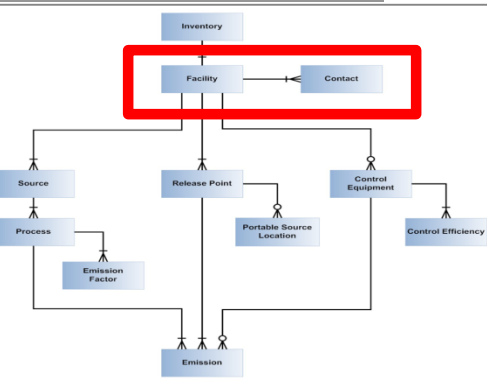 Inventory
Facility
Contact
Source
Release Point
Control
Equipment
Process
Portable Source
Location
Control Efficiency
Emission
Factor
Emission